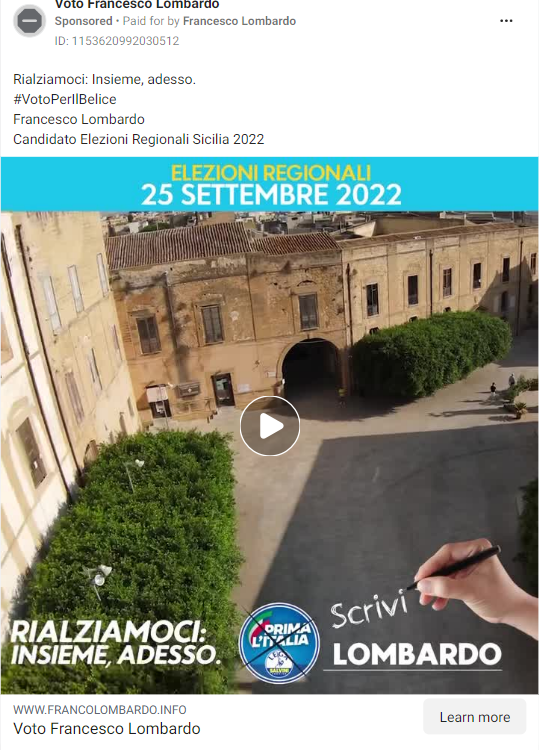 Voto Francesco Lombardo
Sponsored • Paid for by Francesco Lombardo
ID: 1153620992030512
Rialziamoci: Insieme, adesso.
#VotoPerIlBelice
Francesco Lombardo
Candidato Elezioni Regionali Sicilia 2022
ELEZIONI REGIONALI
25 SETTEMBRE 2022
Scrivi
RIALZIAMOCI:
INSIEME, ADESSO.
PRIMA
L'ITALIA
LEGA
SALVINI
LOMBARDO
WWW.FRANCOLOMBARDO.INFO
Voto Francesco Lombardo
Learn more